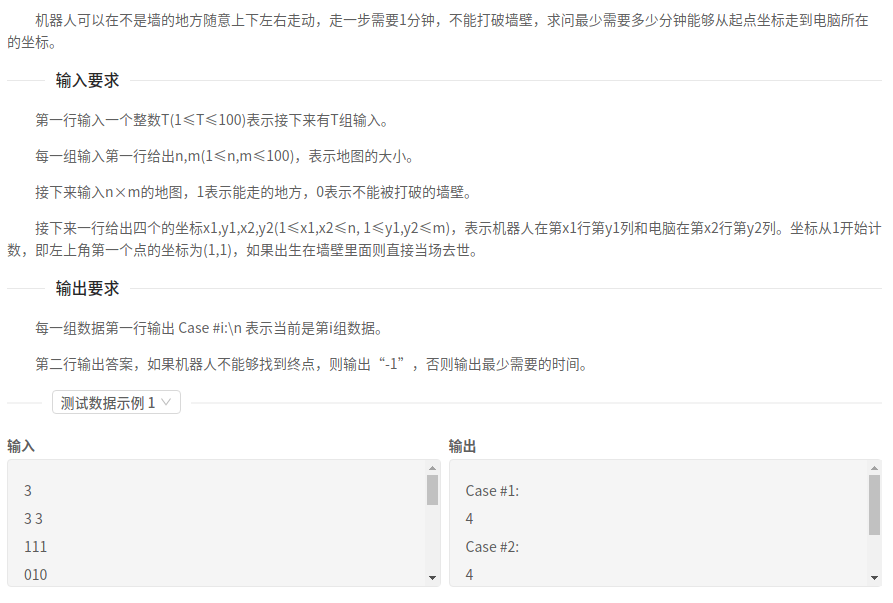 机器人可以在不是墙的地方随意上下左右走动，走一步需要1分钟，不能打破墙壁，求问最少需要多少分钟能够从起点坐标走到电脑所在
的坐标。
输入要求
第一行输入一个整数T(1≤T≤100)表示接下来有T组输入。
每一组输入第一行给出n,m(1≤n,m≤100)，表示地图的大小。
接下来输入n×m的地图，1表示能走的地方，0表示不能被打破的墙壁。
接下来一行给出四个的坐标x1,y1,x2,y2(1≤x1,x2≤n, 1≤y1,y2≤m)，表示机器人在第x1行第y1列和电脑在第x2行第y2列。坐标从1开始计
数，即左上角第一个点的坐标为(1,1)，如果出生在墙壁里面则直接当场去世。
输出要求
每一组数据第一行输出 Case #i:\n 表示当前是第i组数据。
第二行输出答案，如果机器人不能够找到终点，则输出“-1”，否则输出最少需要的时间。
测试数据示例 1
输入
3
3 3
111
010
输出
Case #1:
4
Case #2:
4